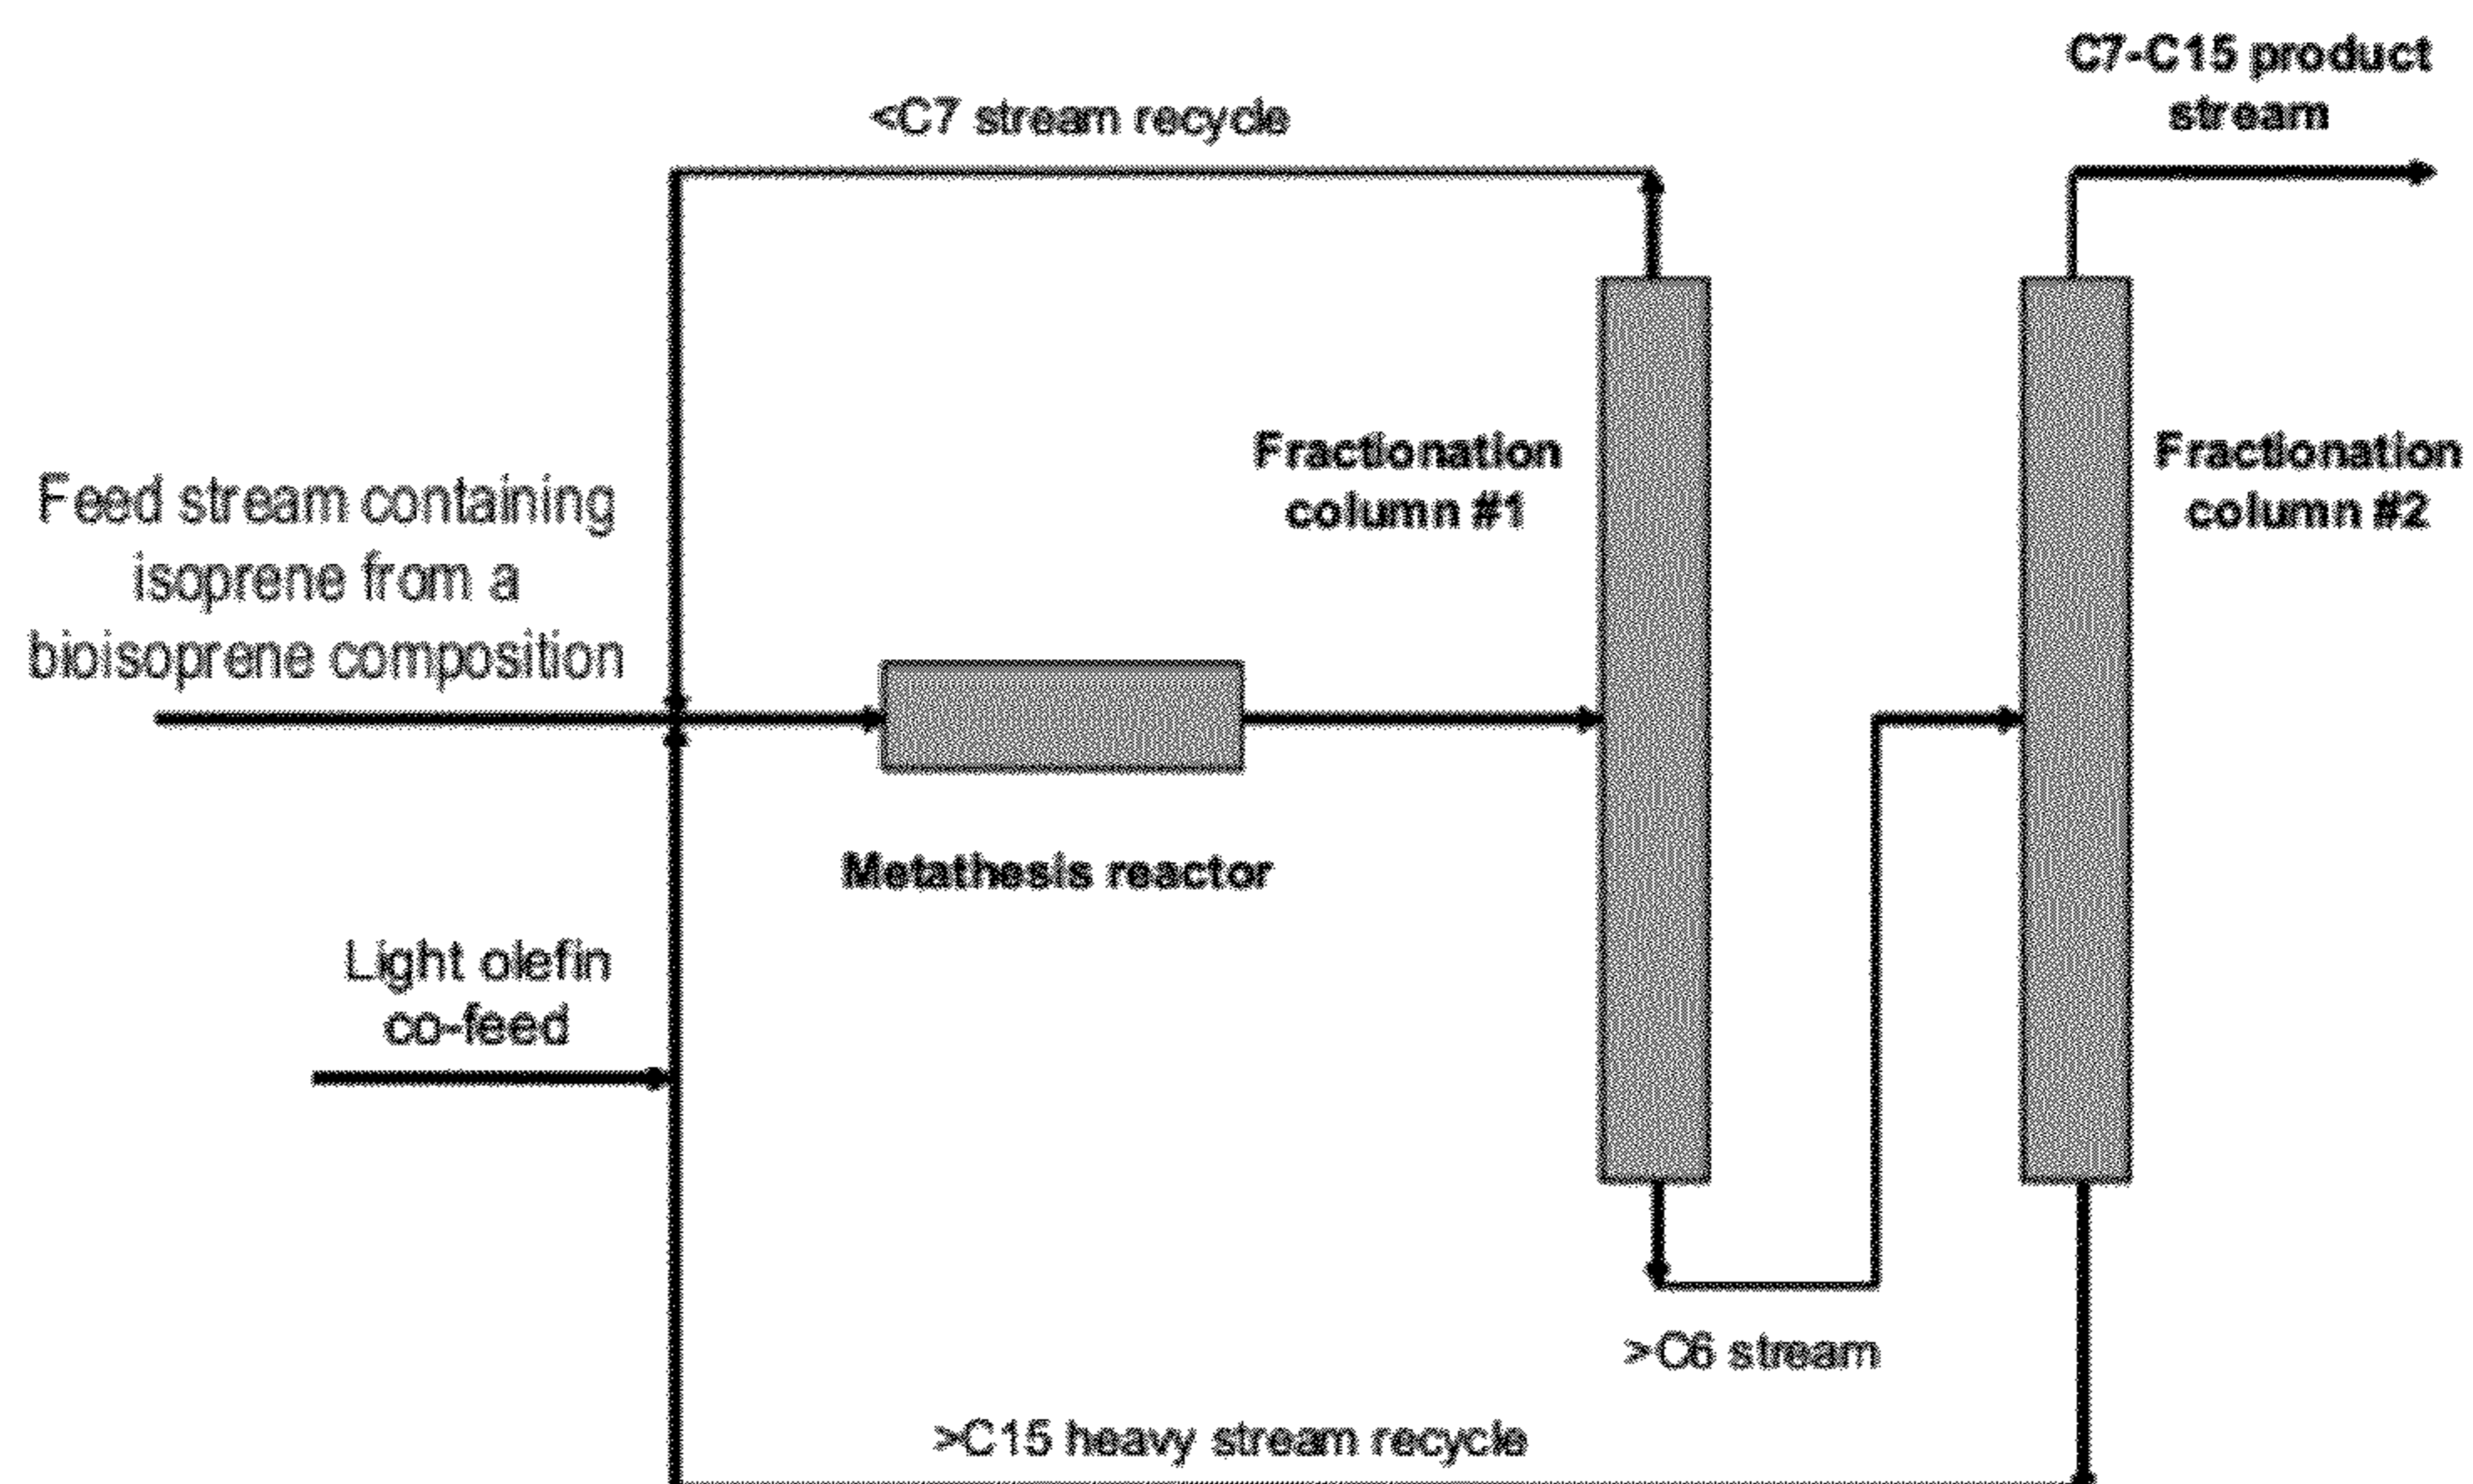 C7-C15 product
stream
<C7 stream recycle
Fractionation
column #1
Fractionation
column #2
Feed stream containing
isoprene from a
bioisoprene composition
Metathesis reactor
Light olefin
co-feed
>C6 stream
>C15 heavy stream recycle